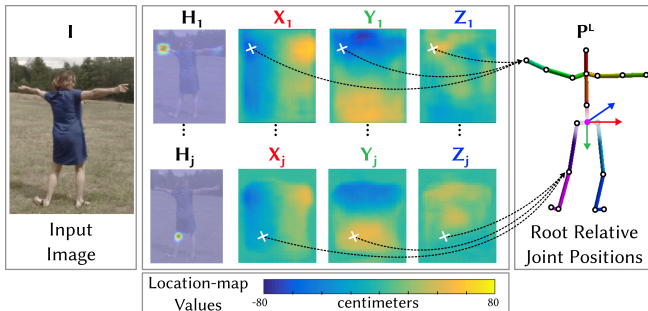 I
H1 X1 Y1 Z1
PL
Hj Xj Yj Zj
Input
Image
Root Relative
Joint Positions
Location-map
Values
-80 centimeters 80